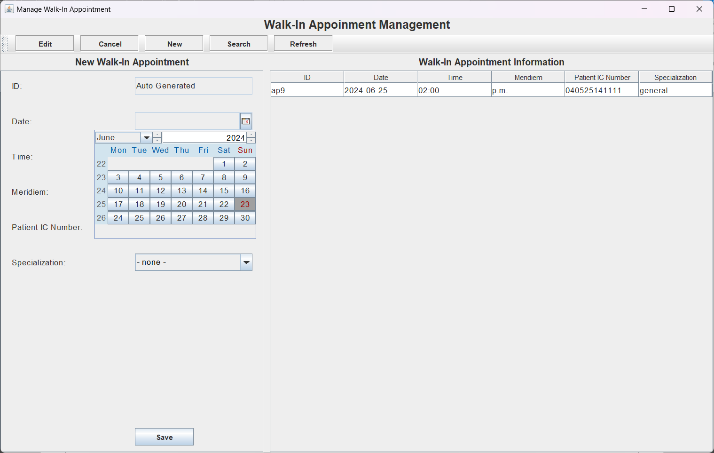 Manage Walk-In Appointment
Walk-In Appoinment Management
Edit Cancel New Search Refresh
New Walk-In Appointment
ID: Auto Generated
Date:
June 2024
Mon Tue Wed Thu Fri Sat Sun
22 1 2
23 3 4 5 6 7 8 9
24 10 11 12 13 14 15 16
25 17 18 19 20 21 22 23
26 24 25 26 27 28 29 30
Time:
Meridiem:
Patient IC Number:
Specialization: - none -
Save
Walk-In Appointment Information
ID Date Time Meridiem Patient IC Number Specialization
ap9 2024-06-25 02:00 p.m 040525141111 general